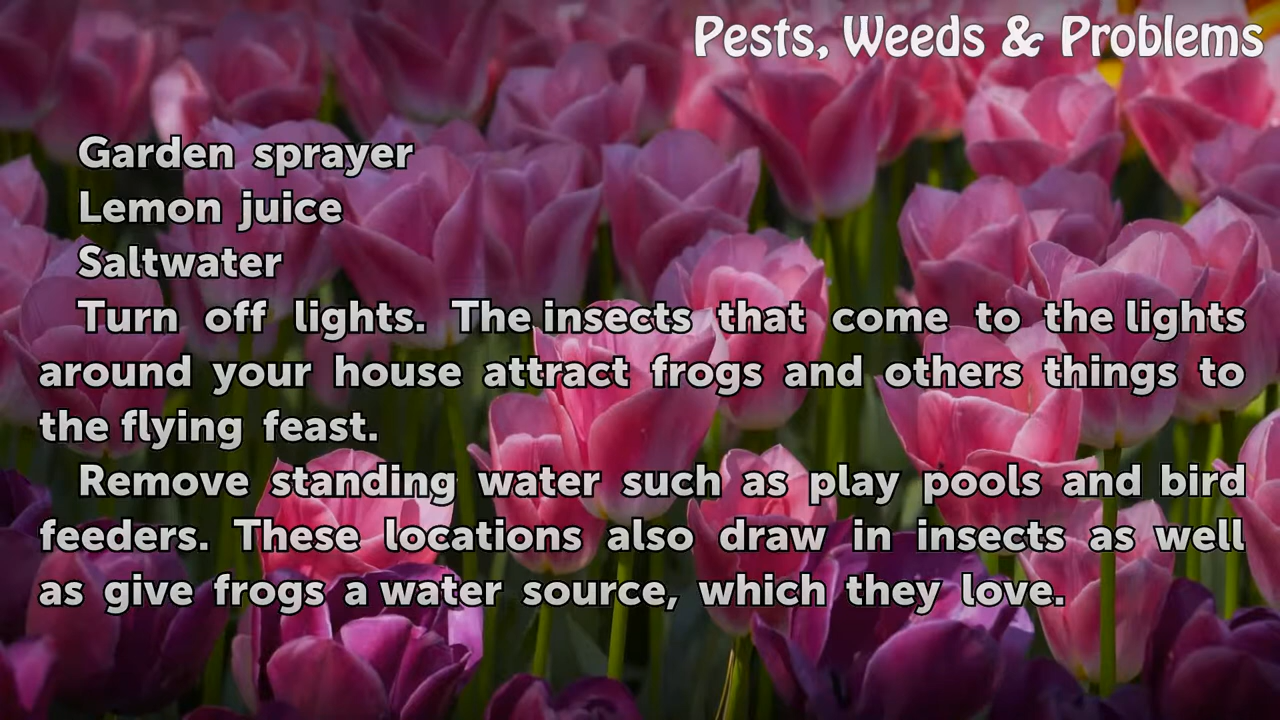 Pests, Weeds & Problems
Garden sprayer
Lemon juice
Saltwater
Turn off lights. The insects that come to the lights
around your house attract frogs and others things to
the flying feast.
Remove standing water such as play pools and bird
feeders. These locations also draw in insects as well
as give frogs a water source, which they love.